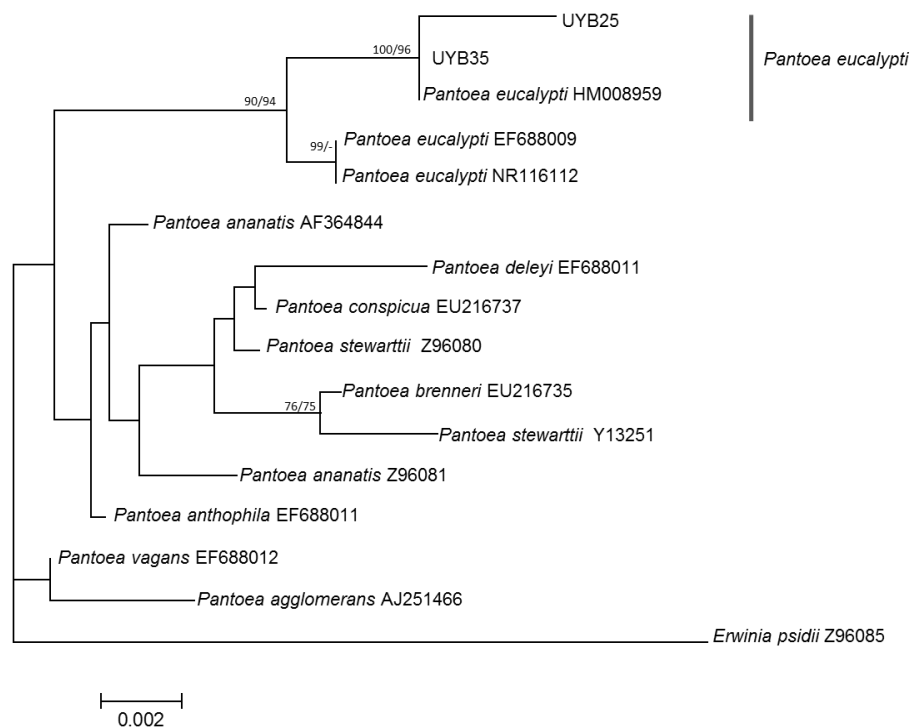 UYB25
100/96
UYB35
Pantoea eucalypti
90/94
Pantoea eucalypti HM008959
99/-
Pantoea eucalypti EF688009
Pantoea eucalypti NR116112
Pantoea ananatis AF364844
Pantoea deleyi EF688011
Pantoea conspicua EU216737
Pantoea stewarttii Z96080
Pantoea brenneri EU216735
76/75
Pantoea stewarttii Y13251
Pantoea ananatis Z96081
Pantoea anthophila EF688011
Pantoea vagans EF688012
Pantoea agglomerans AJ251466
Erwinia psidii Z96085
0.002